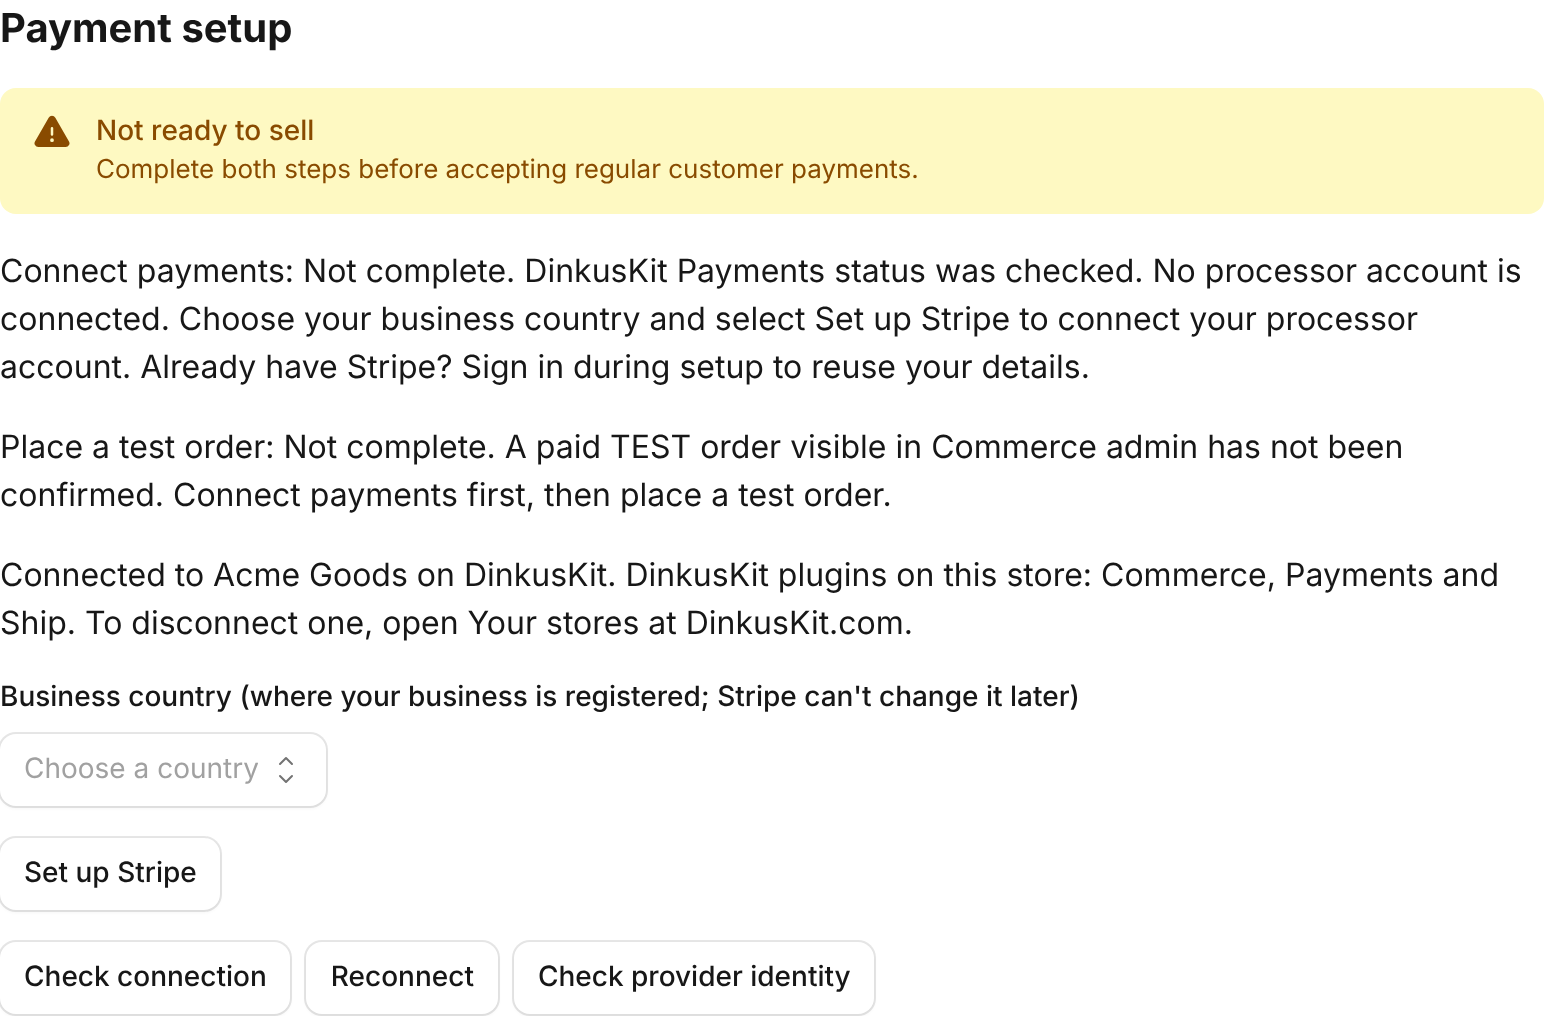 Payment setup
Not ready to sell
Complete both steps before accepting regular customer payments.
Connect payments: Not complete. DinkusKit Payments status was checked. No processor account is
connected. Choose your business country and select Set up Stripe to connect your processor
account. Already have Stripe? Sign in during setup to reuse your details.
Place a test order: Not complete. A paid TEST order visible in Commerce admin has not been
confirmed. Connect payments first, then place a test order.
Connected to Acme Goods on DinkusKit. DinkusKit plugins on this store: Commerce, Payments and
Ship. To disconnect one, open Your stores at DinkusKit.com.
Business country (where your business is registered; Stripe can't change it later)
Choose a country
Set up Stripe
Check connection
Reconnect
Check provider identity